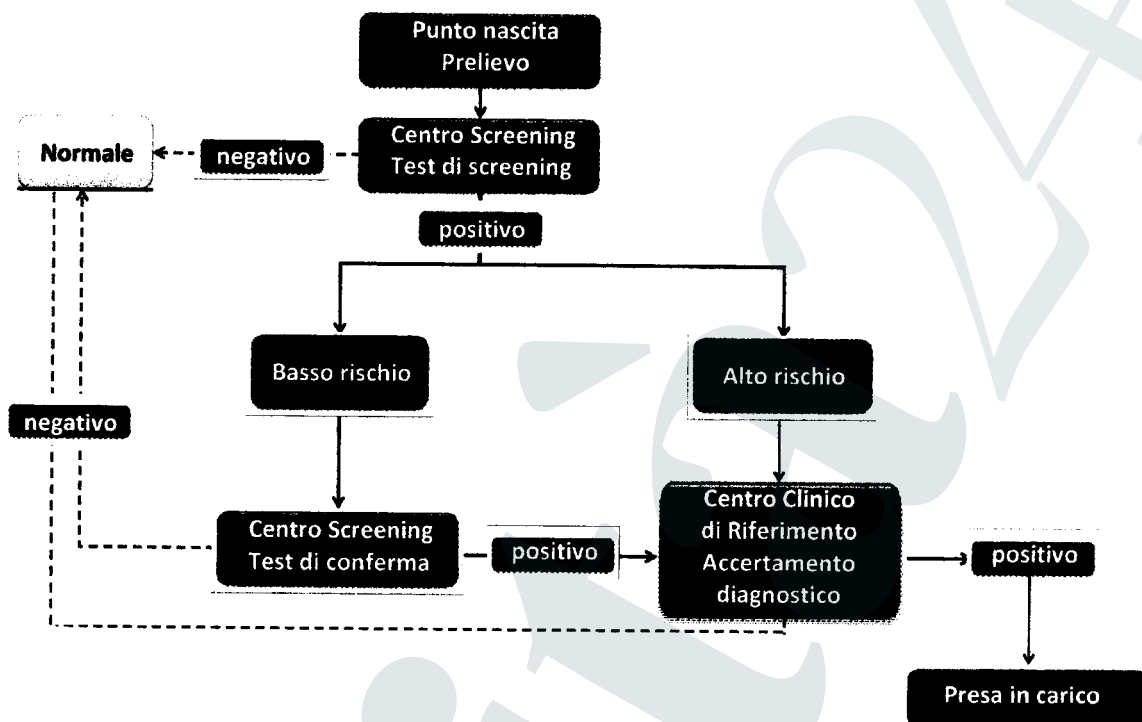 Punto nascita
Prelievo
Centro Screening
Test di screening
negativo
Normale
positivo
Basso rischio
Alto rischio
negativo
Centro Screening
Test di conferma
positivo
Centro Clinico
di Riferimento
Accertamento
diagnostico
positivo
Presa in carico